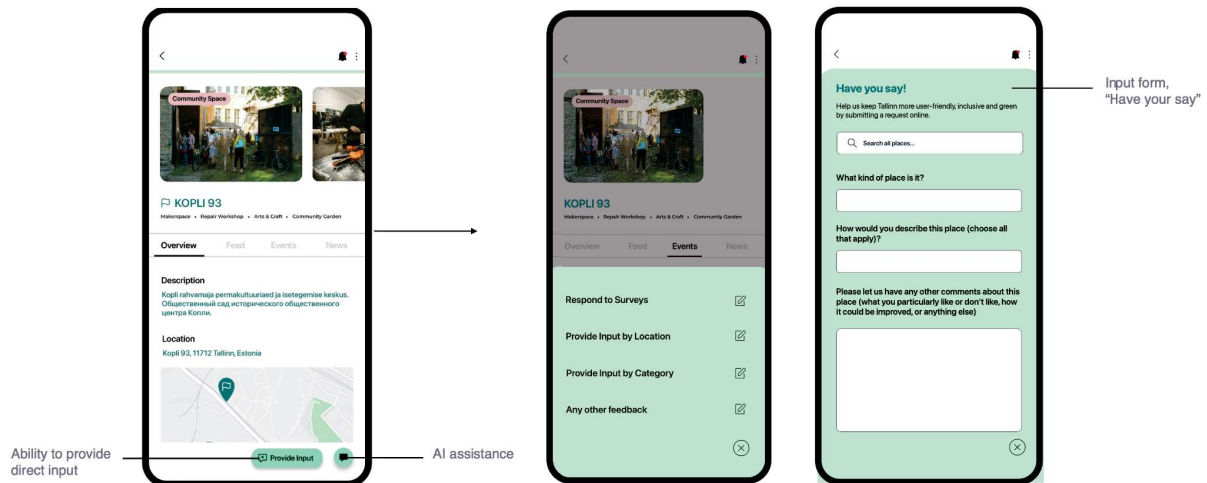 Community Space
KOPLI 93
Makerspace • Repair Workshop • Arts & Craft • Community Garden
Overview
Feed
Events
News
Description
Kopli rahvamaja permakultuuriaed ja isetegemise keskus.
Общественный сад исторического общественного
центра Копли.
Location
Kopli 93, 11712 Tallinn, Estonia
Provide Input
Ability to provide
direct input
AI assistance
Community Space
KOPLI 93
Makerspace • Repair Workshop • Arts & Craft • Community Garden
Overview
Feed
Events
News
Respond to Surveys
Provide Input by Location
Provide Input by Category
Any other feedback
Have you say!
Help us keep Tallinn more user-friendly, inclusive and green
by submitting a request online.
Search all places...
What kind of place is it?
How would you describe this place (choose all
that apply)?
Please let us have any other comments about this
place (what you particularly like or don't like, how
it could be improved, or anything else)
Input form,
“Have your say”